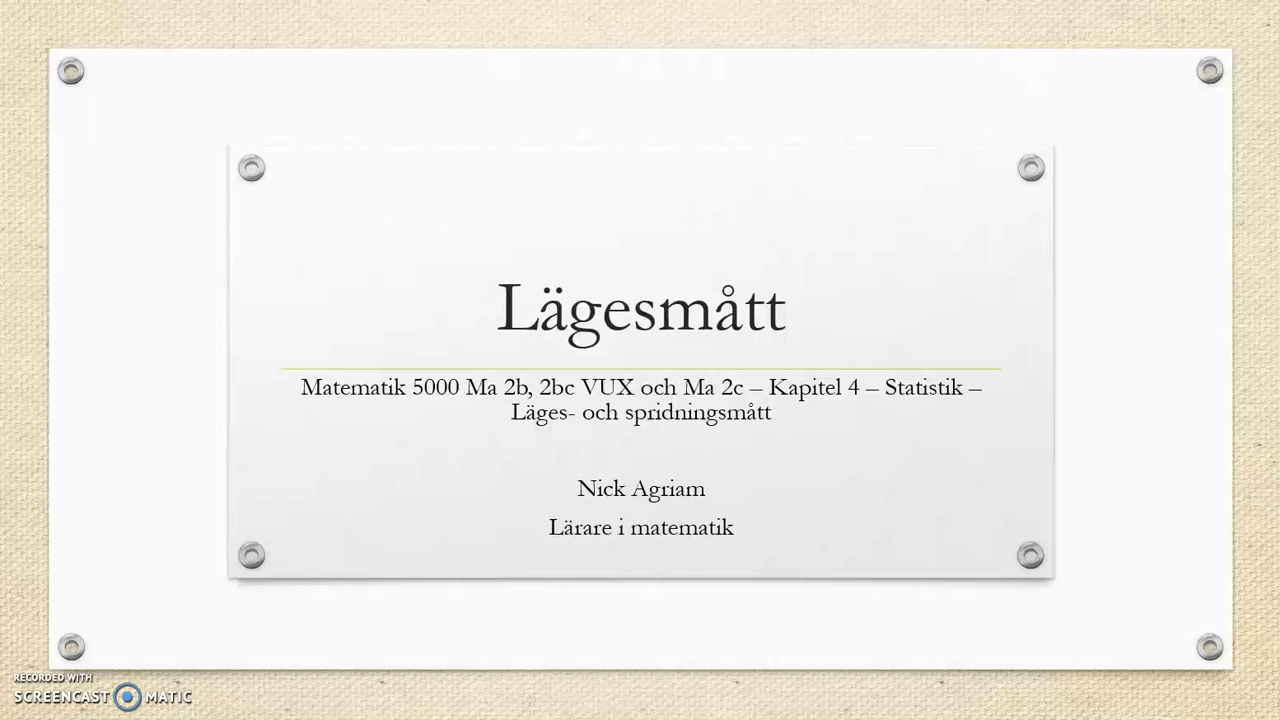 Lägesmått
Matematik 5000 Ma 2b, 2bc VUX och Ma 2c – Kapitel 4 – Statistik –
Läges- och spridningsmått
Nick Agriam
Lärare i matematik
RECORDED WITH
SCREENCAST MATIC